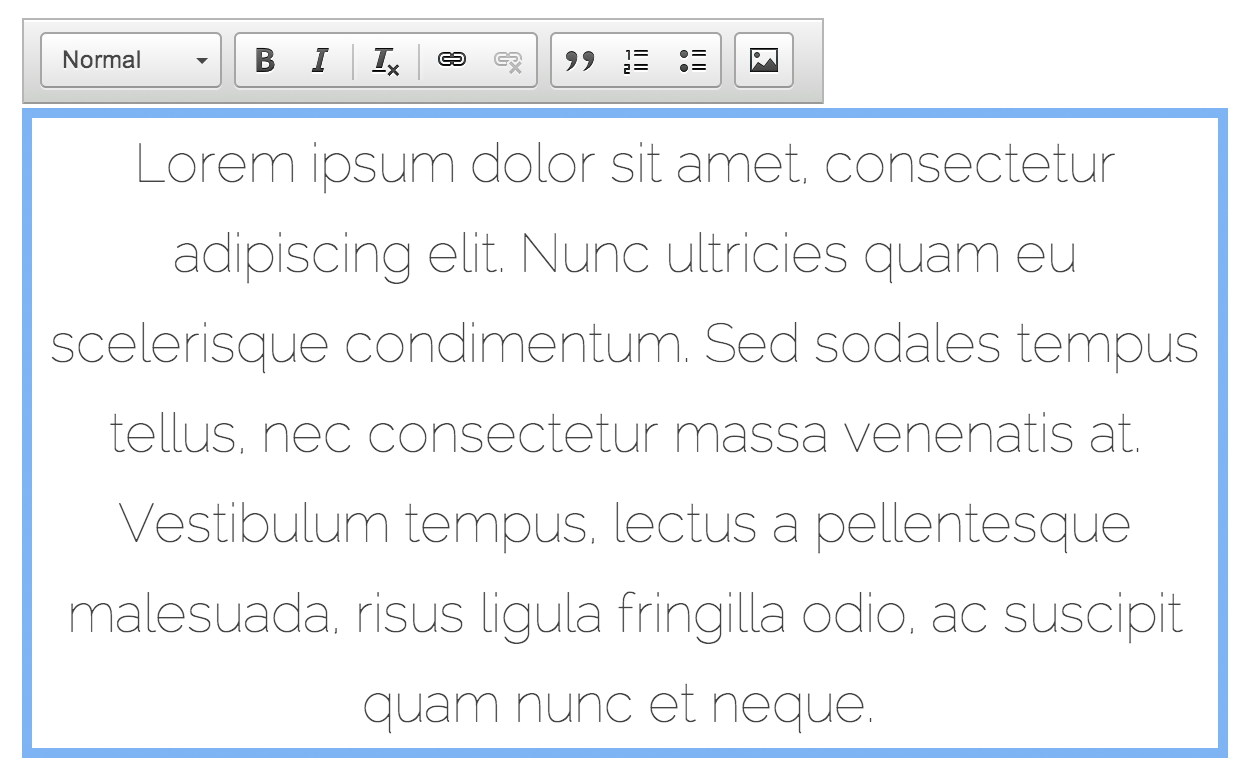 Normal
B I Tx
Lorem ipsum dolor sit amet, consectetur
adipiscing elit. Nunc ultricies quam eu
scelerisque condimentum. Sed sodales tempus
tellus, nec consectetur massa venenatis at.
Vestibulum tempus, lectus a pellentesque
malesuada, risus ligula fringilla odio, ac suscipit
quam nunc et neque.